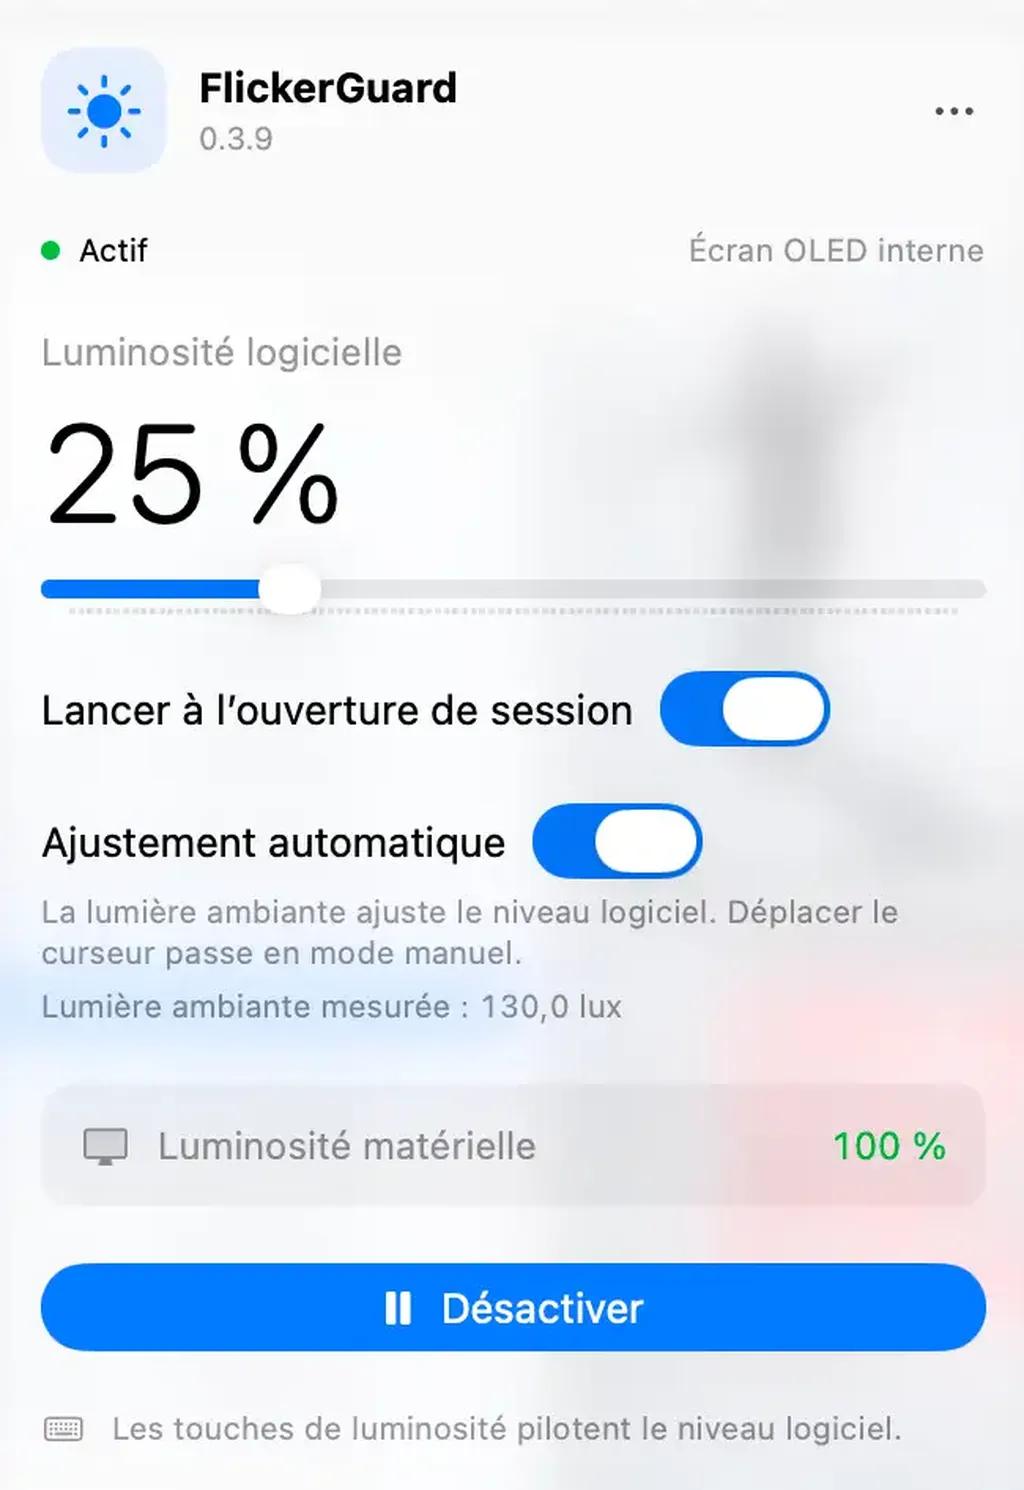 FlickerGuard
0.3.9
Actif
Écran OLED interne
Luminosité logicielle
25 %
Lancer à l’ouverture de session
Ajustement automatique
La lumière ambiante ajuste le niveau logiciel. Déplacer le
curseur passe en mode manuel.
Lumière ambiante mesurée : 130,0 lux
Luminosité matérielle
100 %
Désactiver
Les touches de luminosité pilotent le niveau logiciel.